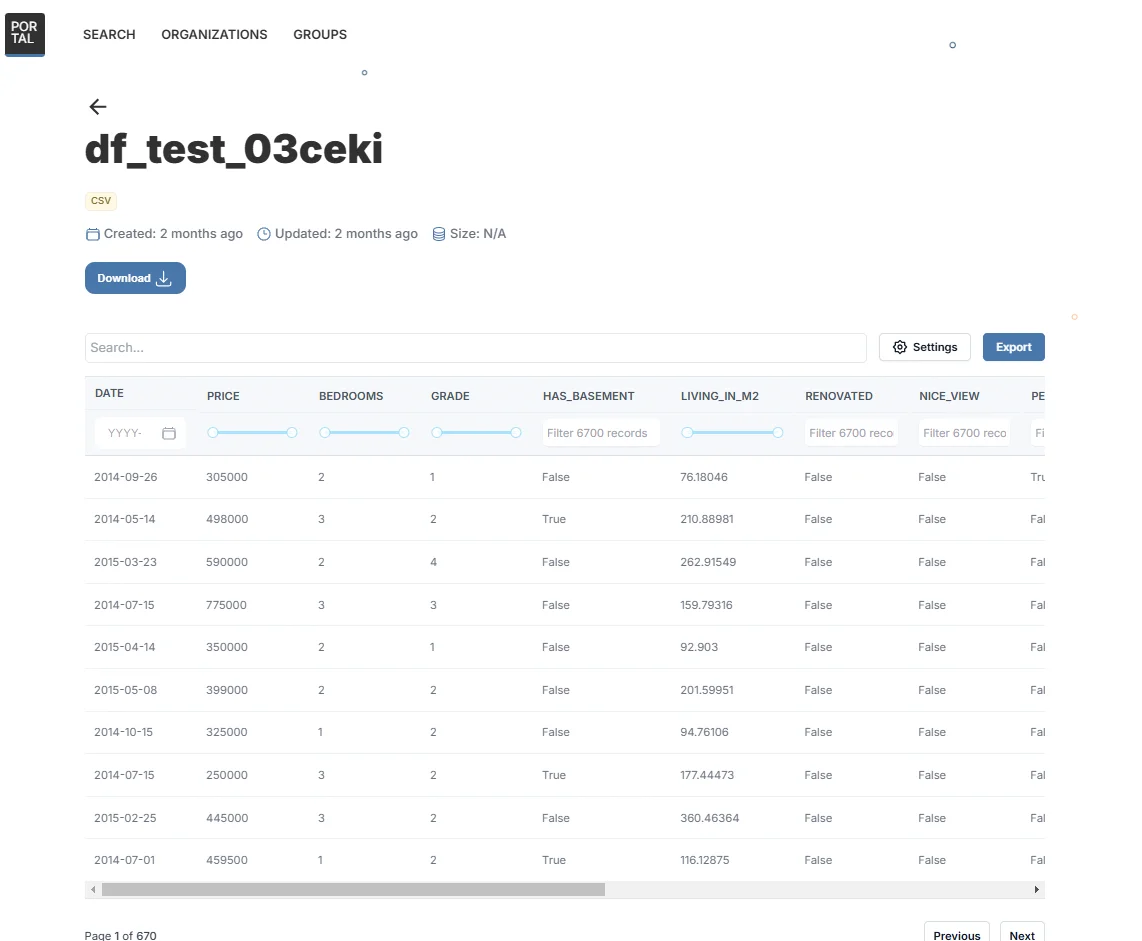 POR
TAL
SEARCH ORGANIZATIONS GROUPS
df_test_03ceki
CSV
Created: 2 months ago Updated: 2 months ago Size: N/A
Download
Search... Settings Export
DATE PRICE BEDROOMS GRADE HAS_BASEMENT LIVING_IN_M2 RENOVATED NICE_VIEW PE
YYYY- Filter 6700 records Filter 6700 reco Filter 6700 reco Fi
2014-09-26 305000 2 1 False 76.18046 False False Tru
2014-05-14 498000 3 2 True 210.88981 False False Fal
2015-03-23 590000 2 4 False 262.91549 False False Fal
2014-07-15 775000 3 3 False 159.79316 False False Fal
2015-04-14 350000 2 1 False 92.903 False False Fal
2015-05-08 399000 2 2 False 201.59951 False False Fal
2014-10-15 325000 1 2 False 94.76106 False False Fal
2014-07-15 250000 3 2 True 177.44473 False False Fal
2015-02-25 445000 3 2 False 360.46364 False False Fal
2014-07-01 459500 1 2 True 116.12875 False False Fal
Page 1 of 670 Previous Next